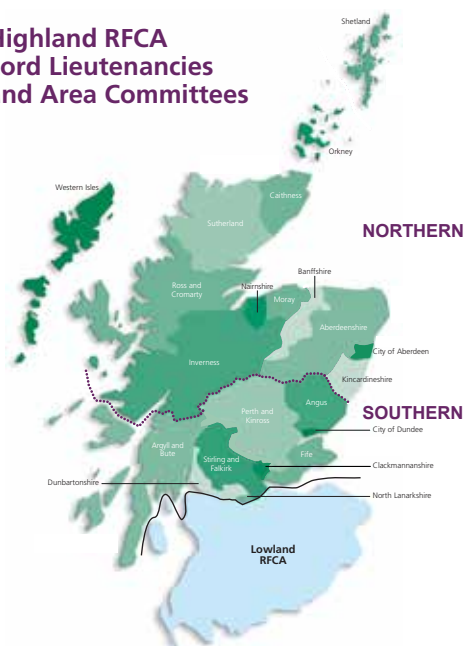 Highland RFCA
ord Lieutenancies
nd Area Committees
Shetland
Orkney
Western Isles
Caithness
Sutherland
NORTHERN
Banffshire
Ross and
Cromarty
Nairnshire
Moray
Aberdeenshire
City of Aberdeen
Inverness
Kincardineshire
Perth and
Kinross
Angus
SOUTHERN
City of Dundee
Argyll and
Bute
Stirling and
Falkirk
Fife
Clackmannanshire
Dunbartonshire
North Lanarkshire
Lowland
RFCA